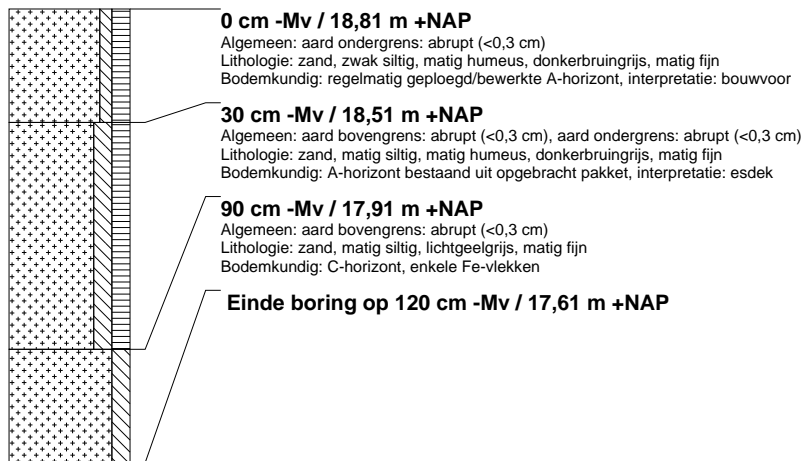 0 cm -Mv / 18,81 m +NAP
Algemeen: aard ondergrens: abrupt (<0,3 cm)
Lithologie: zand, zwak siltig, matig humeus, donkerbruingrijs, matig fijn
Bodemkundig: regelmatig geploegd/bewerkte A-horizont, interpretatie: bouwvoor
30 cm -Mv / 18,51 m +NAP
Algemeen: aard bovengrens: abrupt (<0,3 cm), aard ondergrens: abrupt (<0,3 cm)
Lithologie: zand, matig siltig, matig humeus, donkerbruingrijs, matig fijn
Bodemkundig: A-horizont bestaand uit opgebracht pakket, interpretatie: esdek
90 cm -Mv / 17,91 m +NAP
Algemeen: aard bovengrens: abrupt (<0,3 cm)
Lithologie: zand, matig siltig, lichtgeelgrijs, matig fijn
Bodemkundig: C-horizont, enkele Fe-vlekken
Einde boring op 120 cm -Mv / 17,61 m +NAP